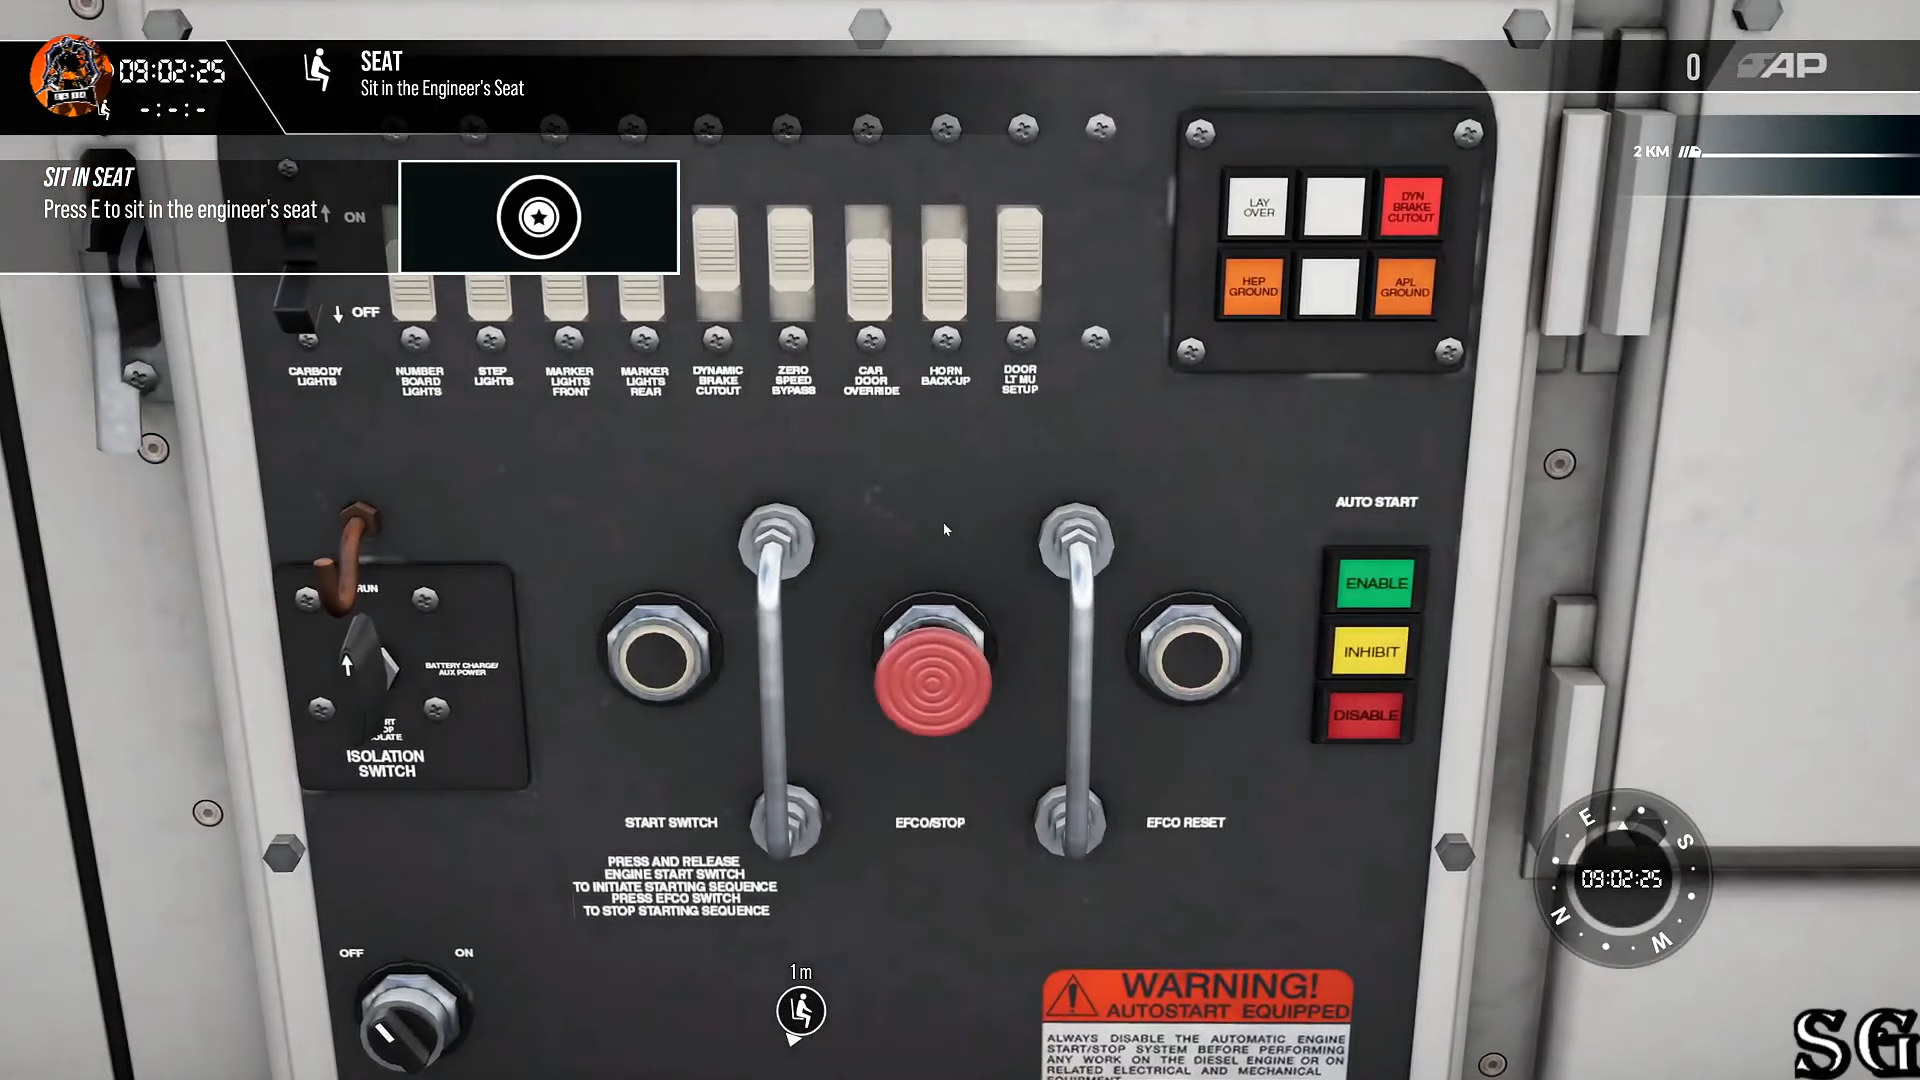 09:02:25
- : - : -
SEAT
Sit in the Engineer's Seat
0
AP
2 KM
SIT IN SEAT
Press E to sit in the engineer's seat
ON
OFF
CARBODY
LIGHTS
NUMBER
BOARD
LIGHTS
STEP
LIGHTS
MARKER
LIGHTS
FRONT
MARKER
LIGHTS
REAR
DYNAMIC
BRAKE
CUTOUT
ZERO
SPEED
BYPASS
CAR
DOOR
OVERRIDE
HORN
BACK-UP
DOOR
LT MU
SETUP
LAY
OVER
DYN
BRAKE
CUTOUT
HEP
GROUND
APL
GROUND
AUTO START
ENABLE
INHIBIT
DISABLE
RUN
BATTERY CHARGE/
AUX POWER
ISOLATION
SWITCH
START SWITCH
PRESS AND RELEASE
ENGINE START SWITCH
TO INITIATE STARTING SEQUENCE
PRESS EFCO SWITCH
TO STOP STARTING SEQUENCE
EFCO/STOP
EFCO RESET
OFF
ON
1 m
WARNING!
AUTOSTART EQUIPPED
ALWAYS DISABLE THE AUTOMATIC ENGINE
START/STOP SYSTEM BEFORE PERFORMING
ANY WORK ON THE DIESEL ENGINE OR ON
RELATED ELECTRICAL AND MECHANICAL
EQUIPMENT
E
S
N
W
09:02:25
SG